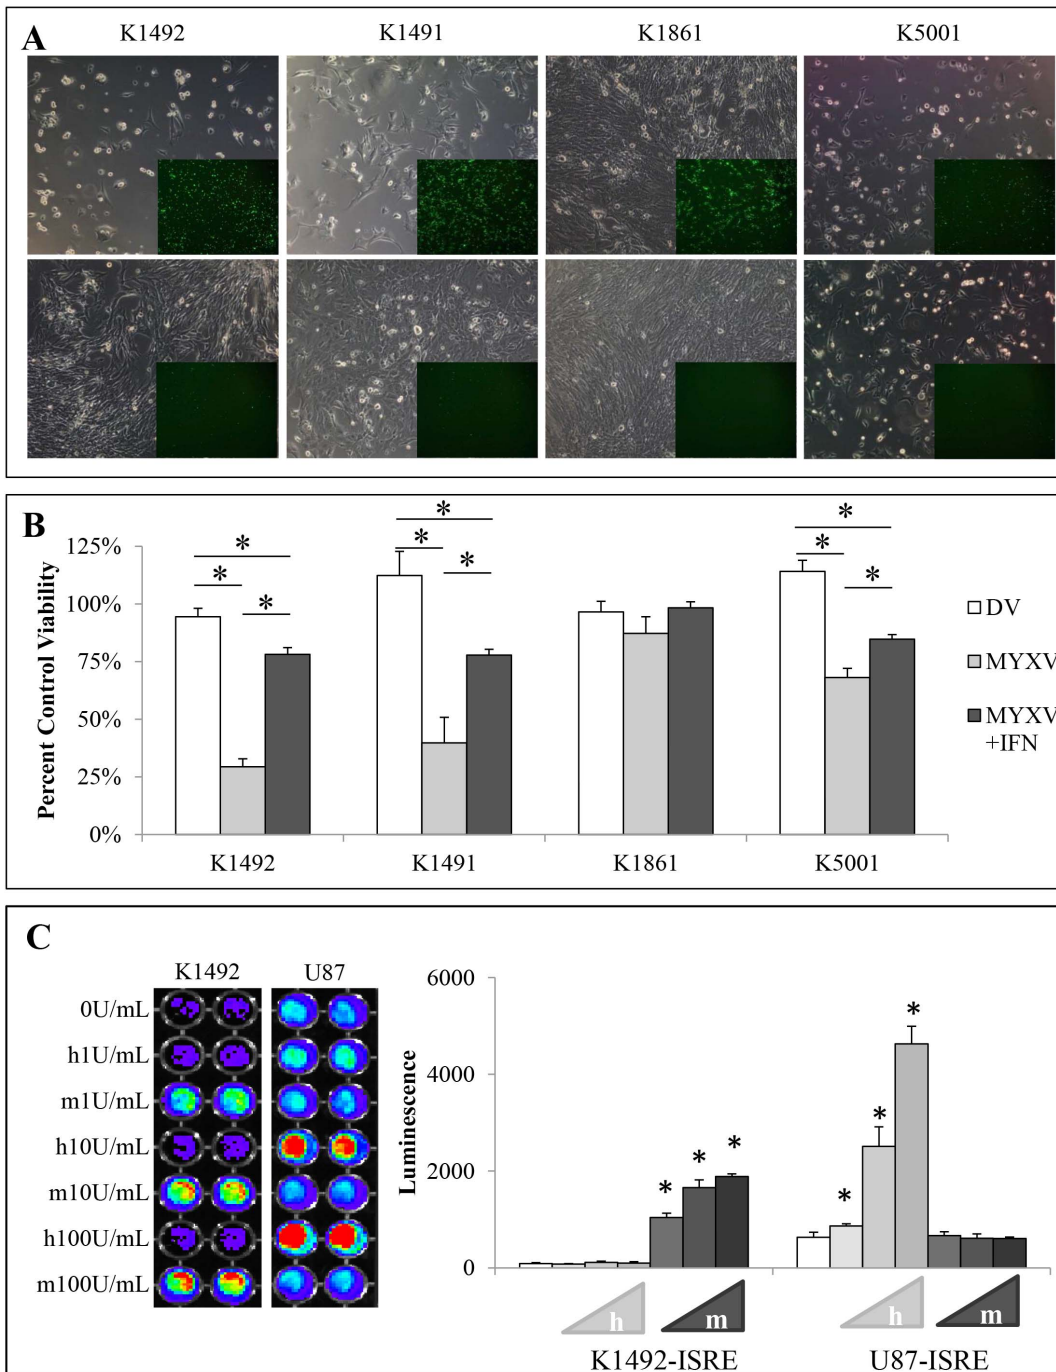 A
K1492 K1491 K1861 K5001
B
Percent Control Viability
125%
100%
75%
50%
25%
0%
* * *
* * *
* * *
K1492 K1491 K1861 K5001
DV
MYXV
MYXV
+IFN
C
K1492 U87
0U/mL
h1U/mL
m1U/mL
h10U/mL
m10U/mL
h100U/mL
m100U/mL
Luminescence
6000
4000
2000
0
* * * * * *
h m h m
K1492-ISRE U87-ISRE